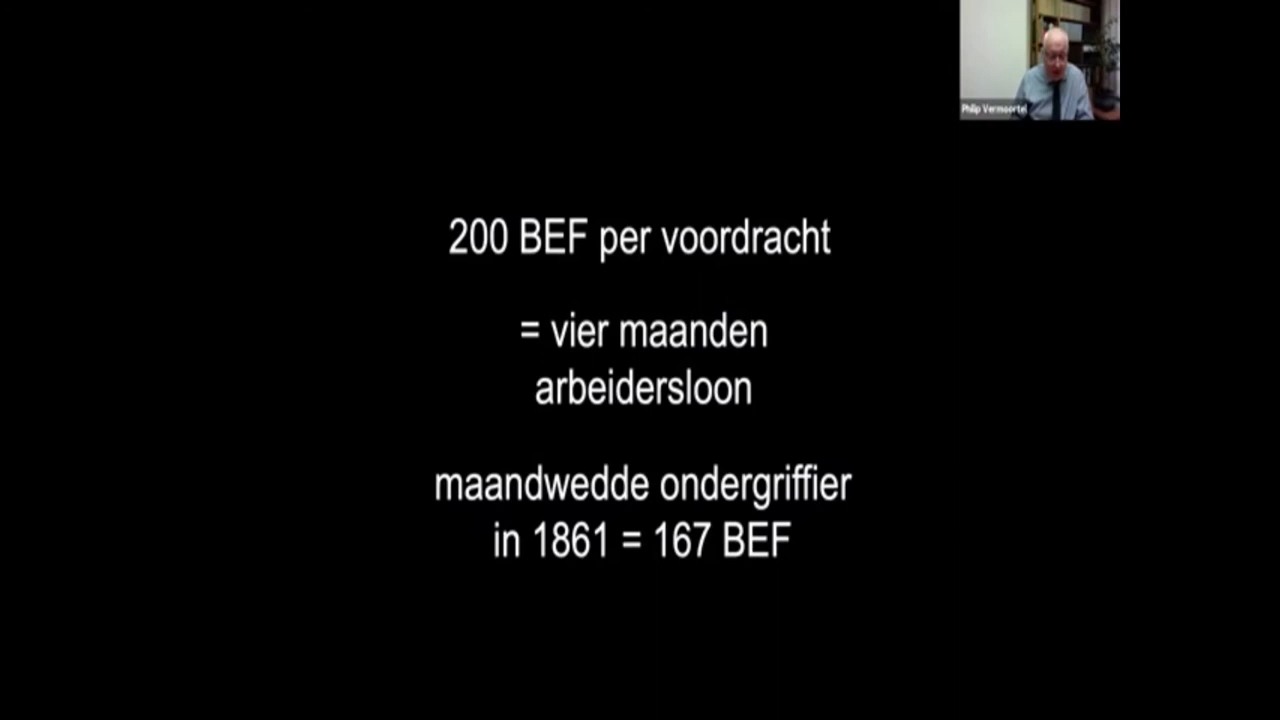 Philip Vermoortel
200 BEF per voordracht
= vier maanden
arbeidersloon
maandwedde ondergriffier
in 1861 = 167 BEF